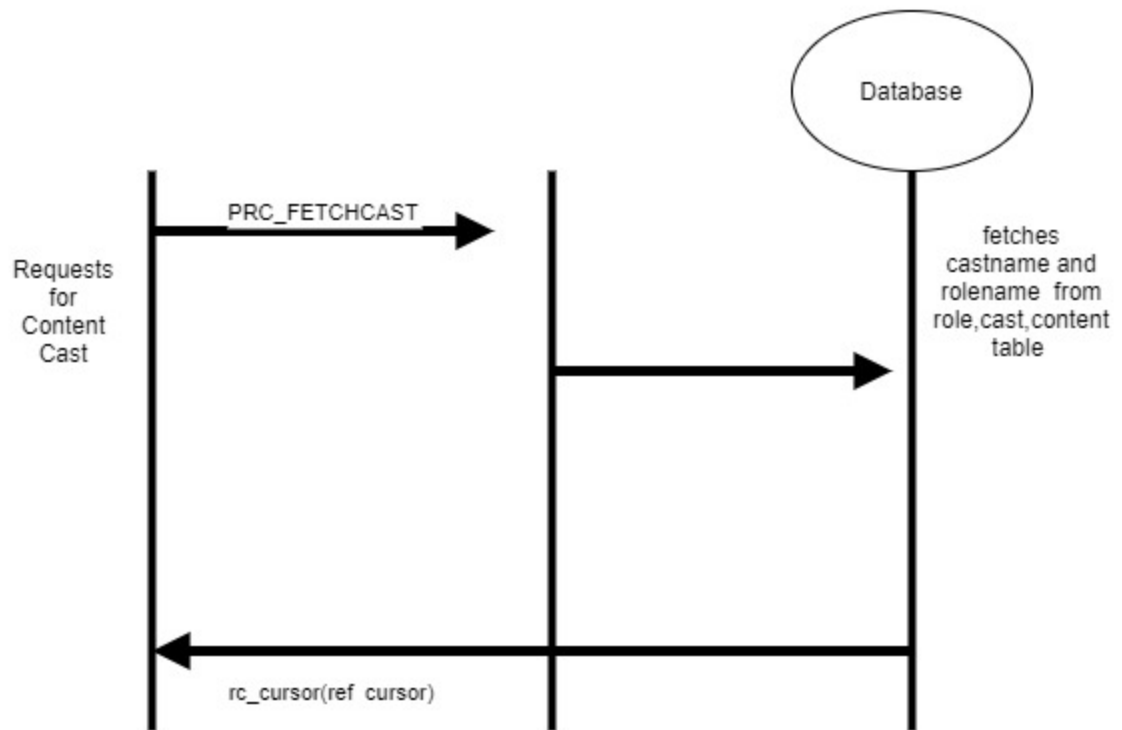 Database
PRC_FETCHCAST
Requests
for
Content
Cast
fetches
castname and
rolename from
role,cast,content
table
rc_cursor(ref cursor)